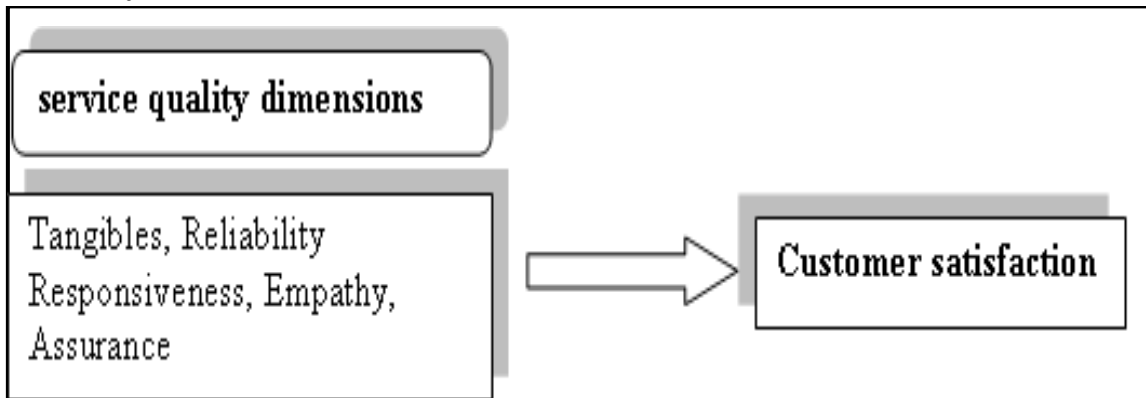 service quality dimensions
Tangibles, Reliability
Responsiveness, Empathy,
Assurance
Customer satisfaction